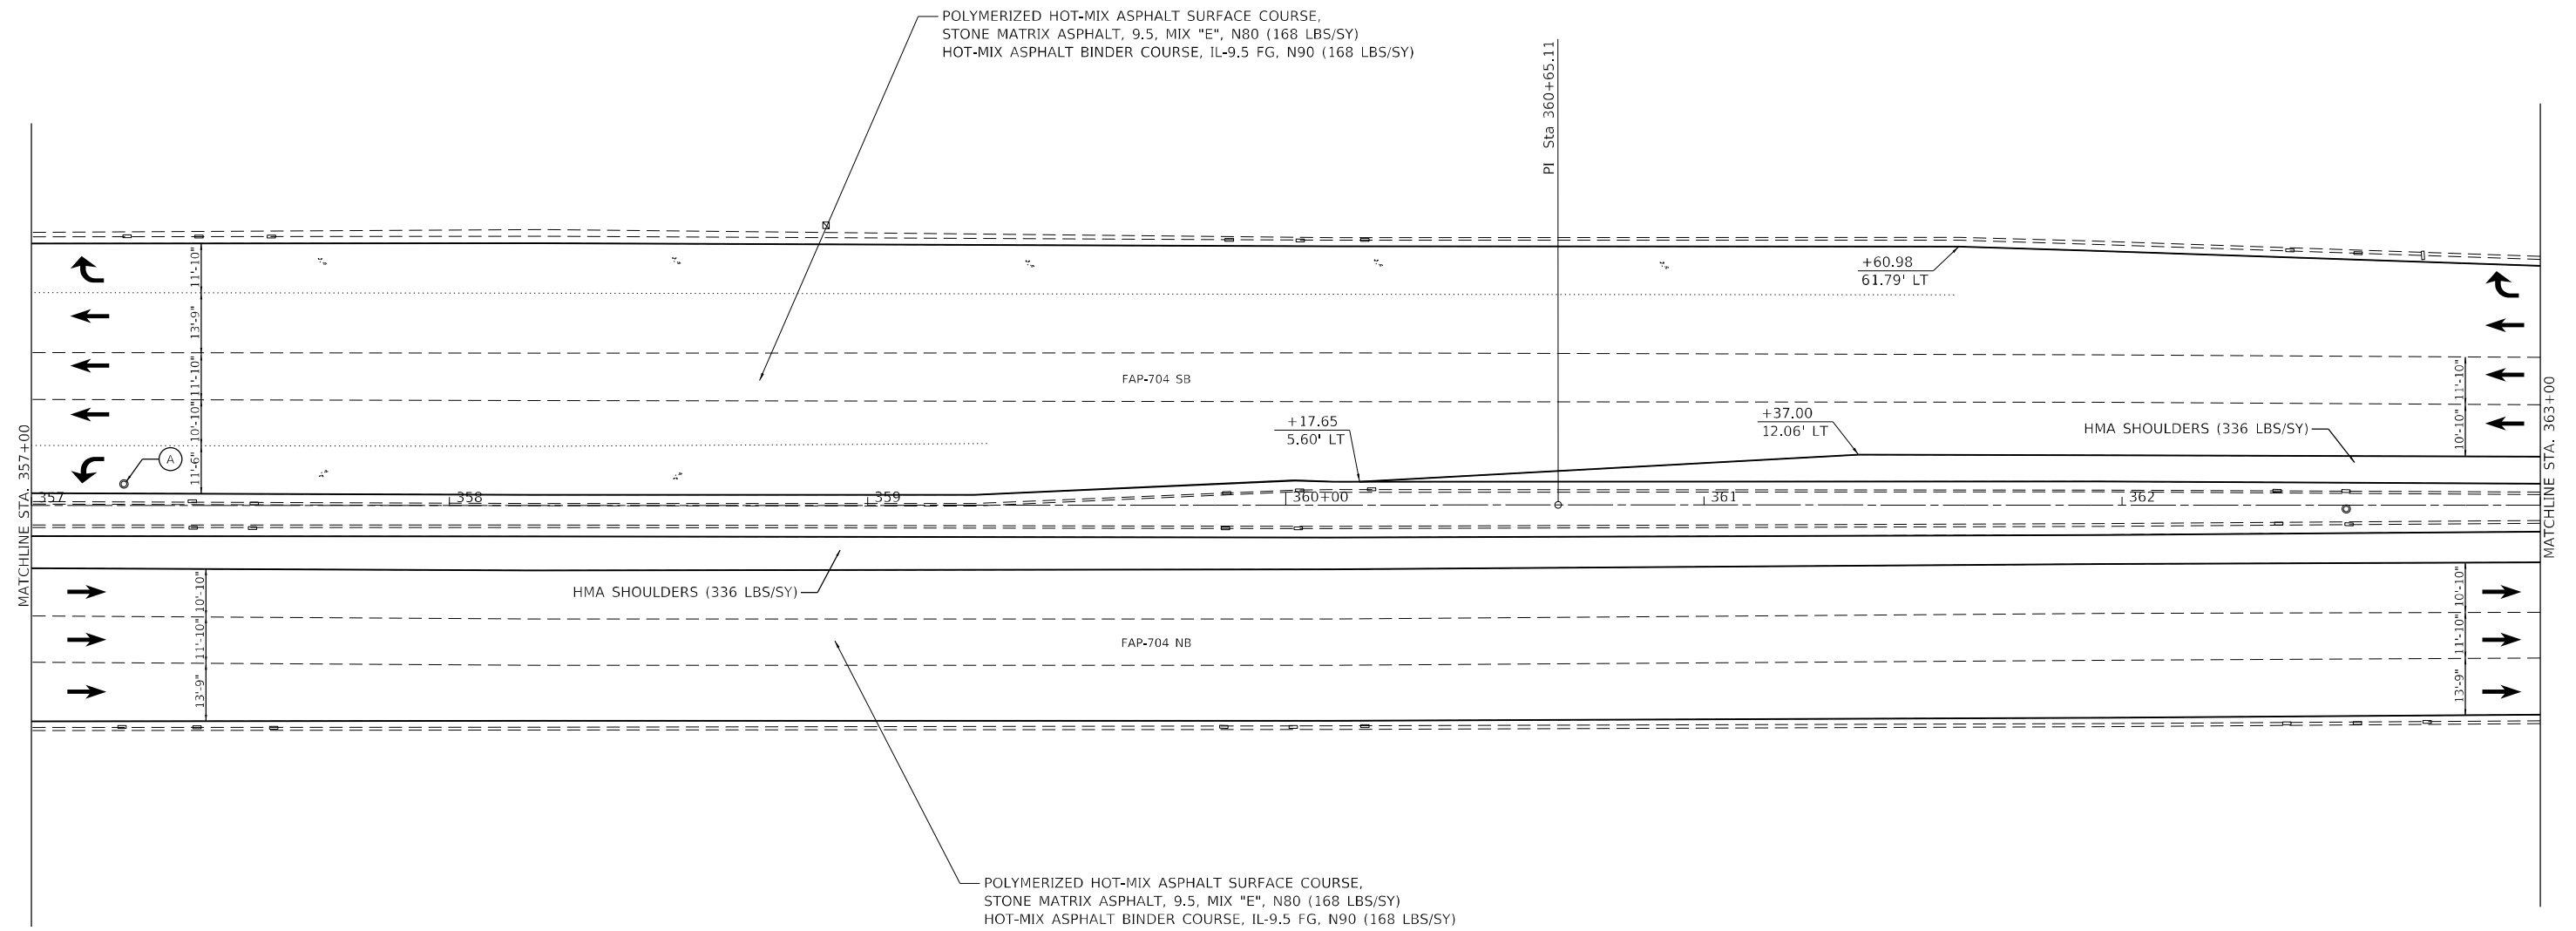 POLYMERIZED HOT-MIX ASPHALT SURFACE COURSE,
STONE MATRIX ASPHALT, 9.5, MIX "E", N80 (168 LBS/SY)
HOT-MIX ASPHALT BINDER COURSE, IL-9.5 FG, N90 (168 LBS/SY)
PI Sta 360+65.11
11'-10"
13'-9"
11'-10"
10'-10"
11'-6"
+60.98
61.79' LT
FAP-704 SB
+17.65
5.60' LT
+37.00
12.06' LT
HMA SHOULDERS (336 LBS/SY)
11'-10"
10'-10"
A
MATCHLINE STA. 357+00
MATCHLINE STA. 363+00
357
358
359
360+00
361
362
HMA SHOULDERS (336 LBS/SY)
10'-10"
11'-10"
13'-9"
FAP-704 NB
10'-10"
11'-10"
13'-9"
POLYMERIZED HOT-MIX ASPHALT SURFACE COURSE,
STONE MATRIX ASPHALT, 9.5, MIX "E", N80 (168 LBS/SY)
HOT-MIX ASPHALT BINDER COURSE, IL-9.5 FG, N90 (168 LBS/SY)